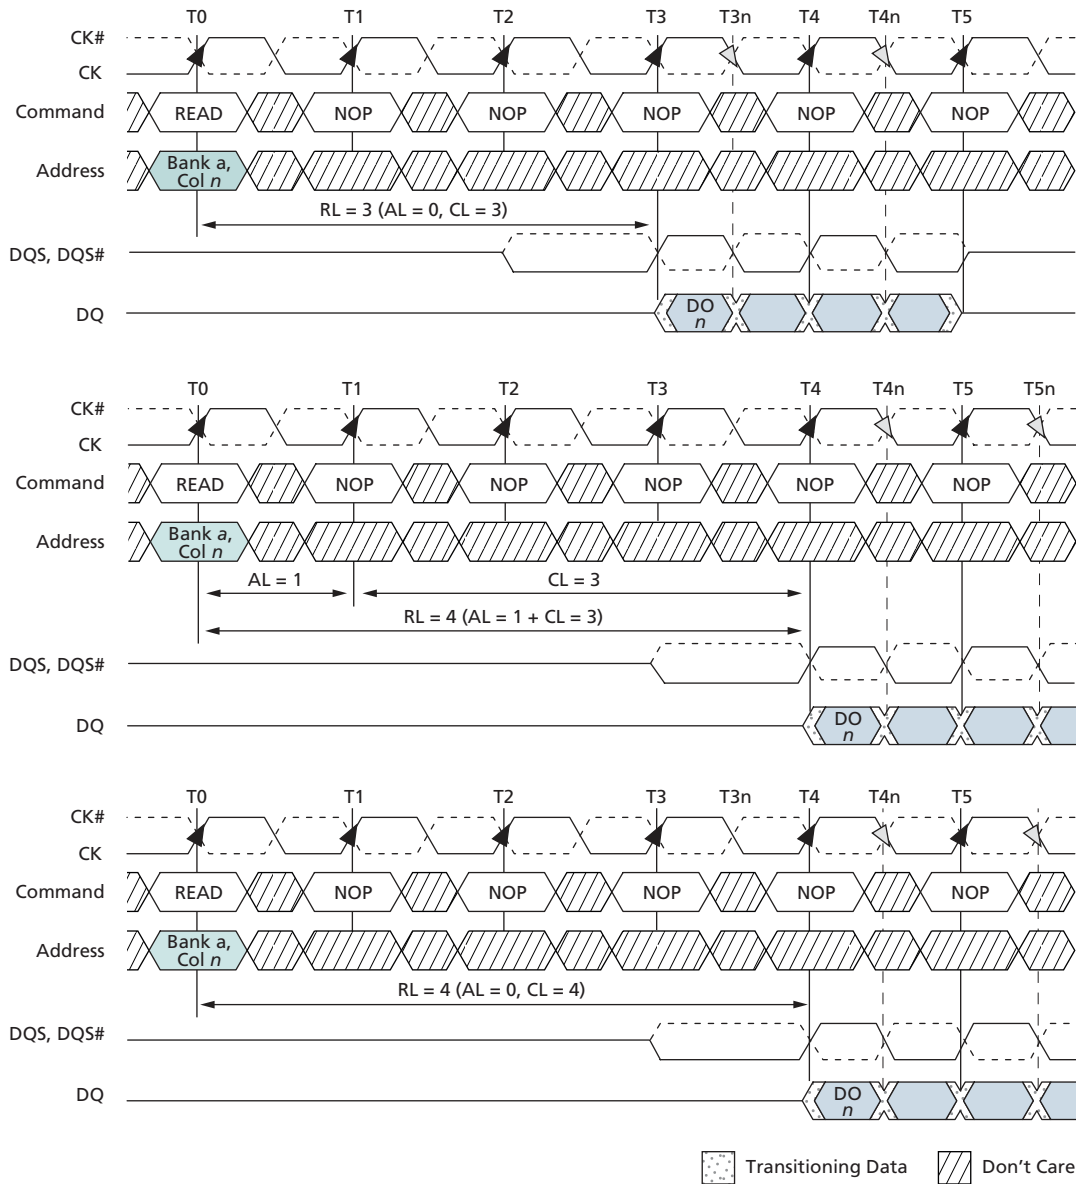 T0 T1 T2 T3 T3n T4 T4n T5
CK#
CK
Command READ NOP NOP NOP NOP NOP
Address Bank a,
Col n
RL = 3 (AL = 0, CL = 3)
DQS, DQS#
DQ DO
n
T0 T1 T2 T3 T4 T4n T5 T5n
CK#
CK
Command READ NOP NOP NOP NOP NOP
Address Bank a,
Col n
AL = 1 CL = 3
RL = 4 (AL = 1 + CL = 3)
DQS, DQS#
DQ DO
n
T0 T1 T2 T3 T3n T4 T4n T5
CK#
CK
Command READ NOP NOP NOP NOP NOP
Address Bank a,
Col n
RL = 4 (AL = 0, CL = 4)
DQS, DQS#
DQ DO
n
Transitioning Data Don't Care